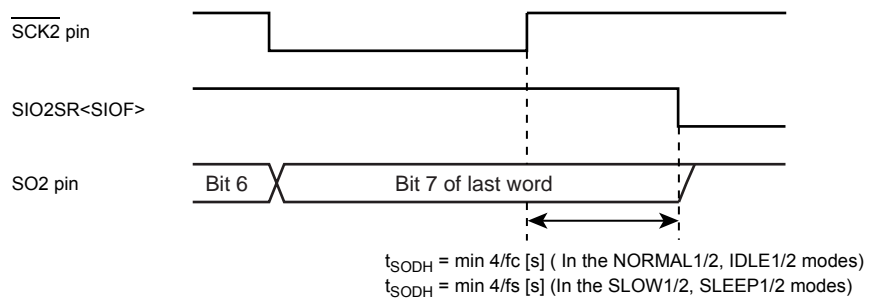 SCK2 pin
SIO2SR<SIOF>
SO2 pin
Bit 6
Bit 7 of last word
tSODH = min 4/fc [s] ( In the NORMAL1/2, IDLE1/2 modes)
tSODH = min 4/fs [s] (In the SLOW1/2, SLEEP1/2 modes)